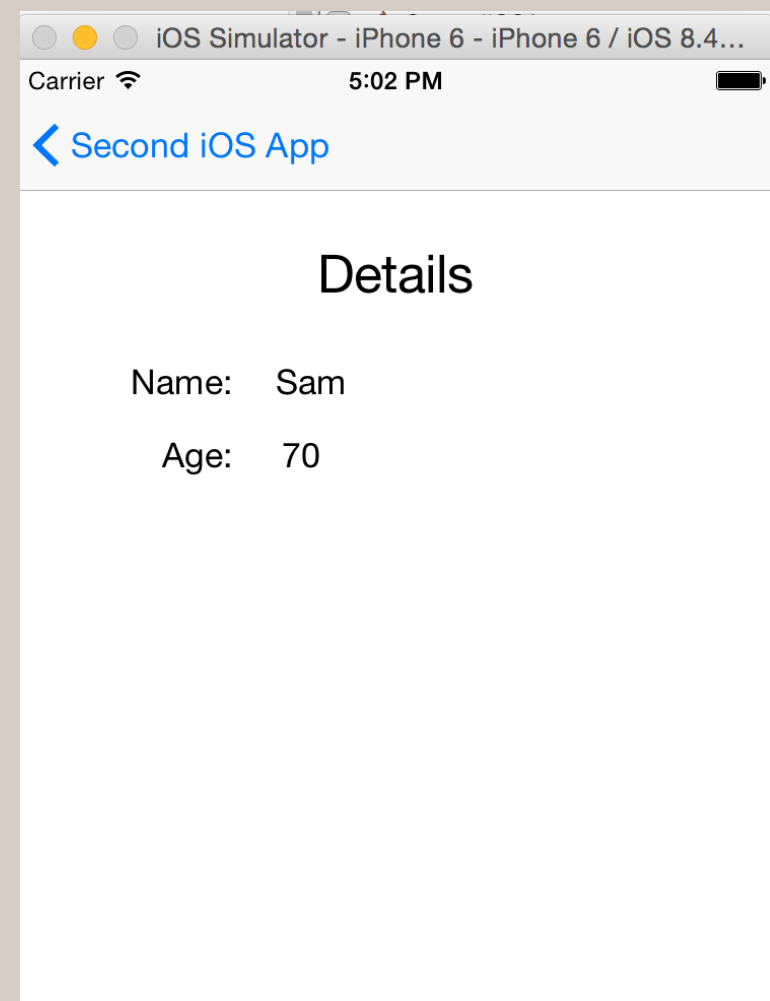 iOS Simulator - iPhone 6 - iPhone 6 / iOS 8.4...
Carrier 5:02 PM
Second iOS App
Details
Name: Sam
Age: 70